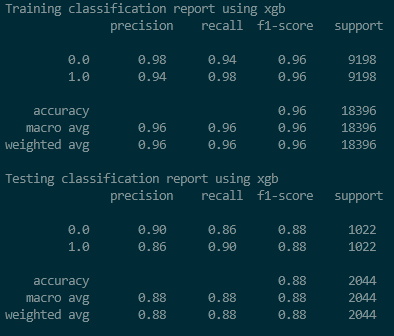 Training classification report using xgb
precision recall f1-score support
0.0 0.98 0.94 0.96 9198
1.0 0.94 0.98 0.96 9198
accuracy 0.96 18396
macro avg 0.96 0.96 0.96 18396
weighted avg 0.96 0.96 0.96 18396
Testing classification report using xgb
precision recall f1-score support
0.0 0.90 0.86 0.88 1022
1.0 0.86 0.90 0.88 1022
accuracy 0.88 2044
macro avg 0.88 0.88 0.88 2044
weighted avg 0.88 0.88 0.88 2044